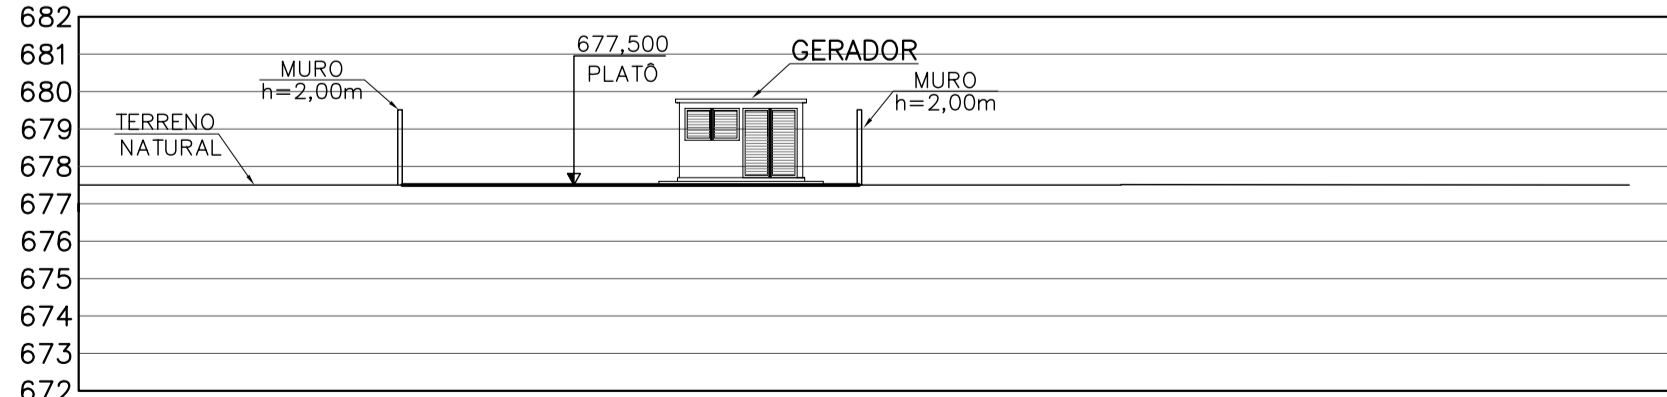 682
681
680
679
678
677
676
675
674
673
672
TERRENO
NATURAL
MURO
h=2,00m
677,500
PLATÔ
GERADOR
MURO
h=2,00m